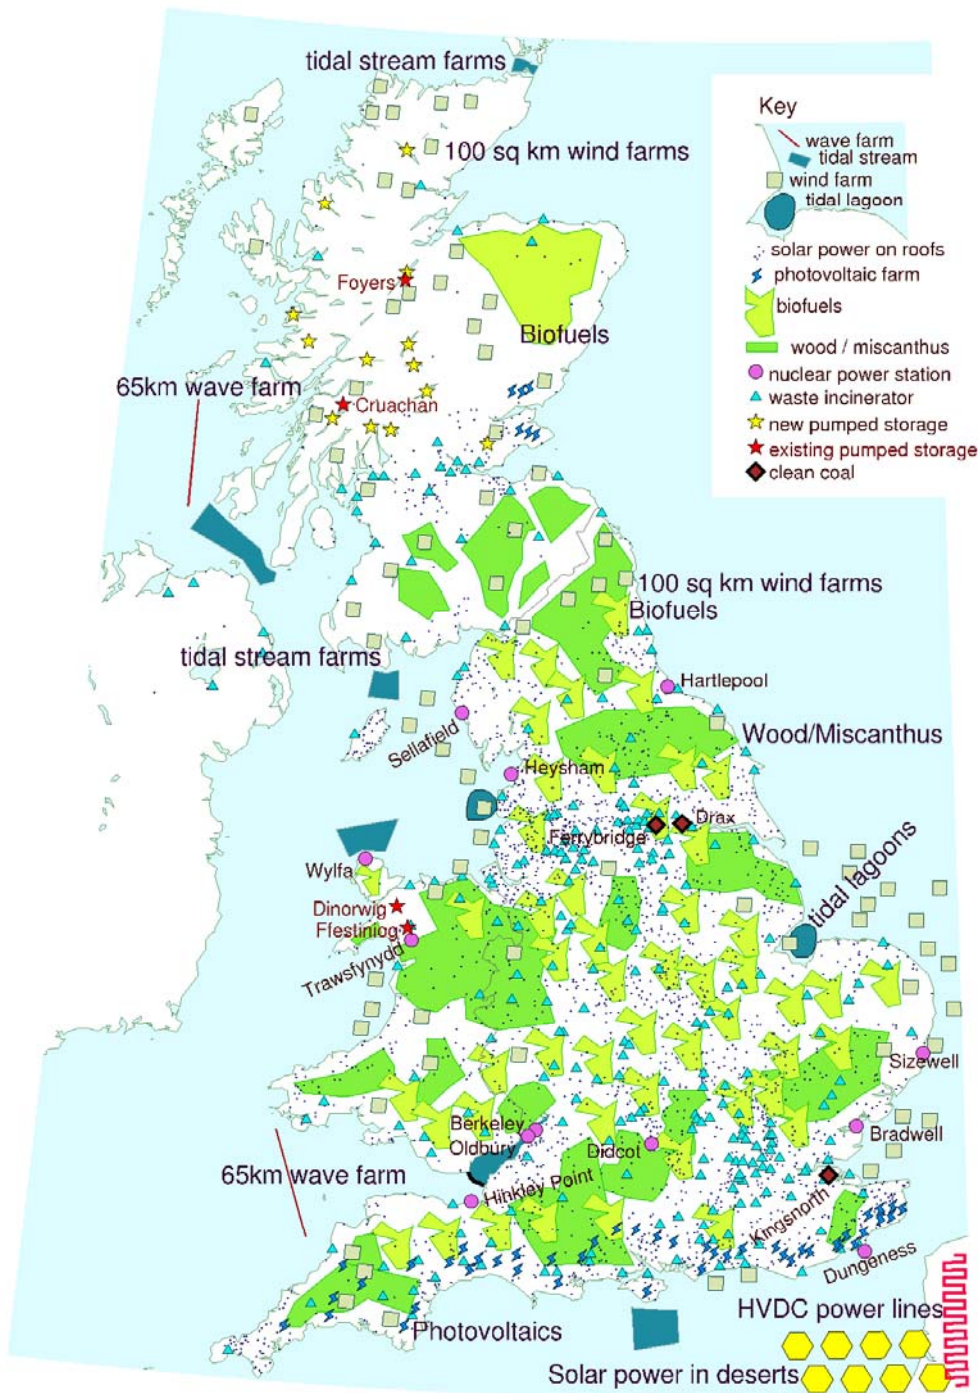 tidal stream farms
Key
wave farm
tidal stream
wind farm
tidal lagoon
solar power on roofs
photovoltaic farm
biofuels
wood / miscanthus
nuclear power station
waste incinerator
new pumped storage
existing pumped storage
clean coal
100 sq km wind farms
Foyers
Biofuels
65km wave farm
Cruachan
100 sq km wind farms
Biofuels
tidal stream farms
Hartlepool
Sellafield
Wood/Miscanthus
Heysham
Drax
Ferrybridge
Wylfa
tidal lagoons
Dinorwig
Ffestiniog
Trawsfynydd
Sizewell
Berkeley
Oldbury
Didcot
Bradwell
65km wave farm
Hinkley Point
Kingsnorth
Dungeness
HVDC power lines
Photovoltaics
Solar power in deserts